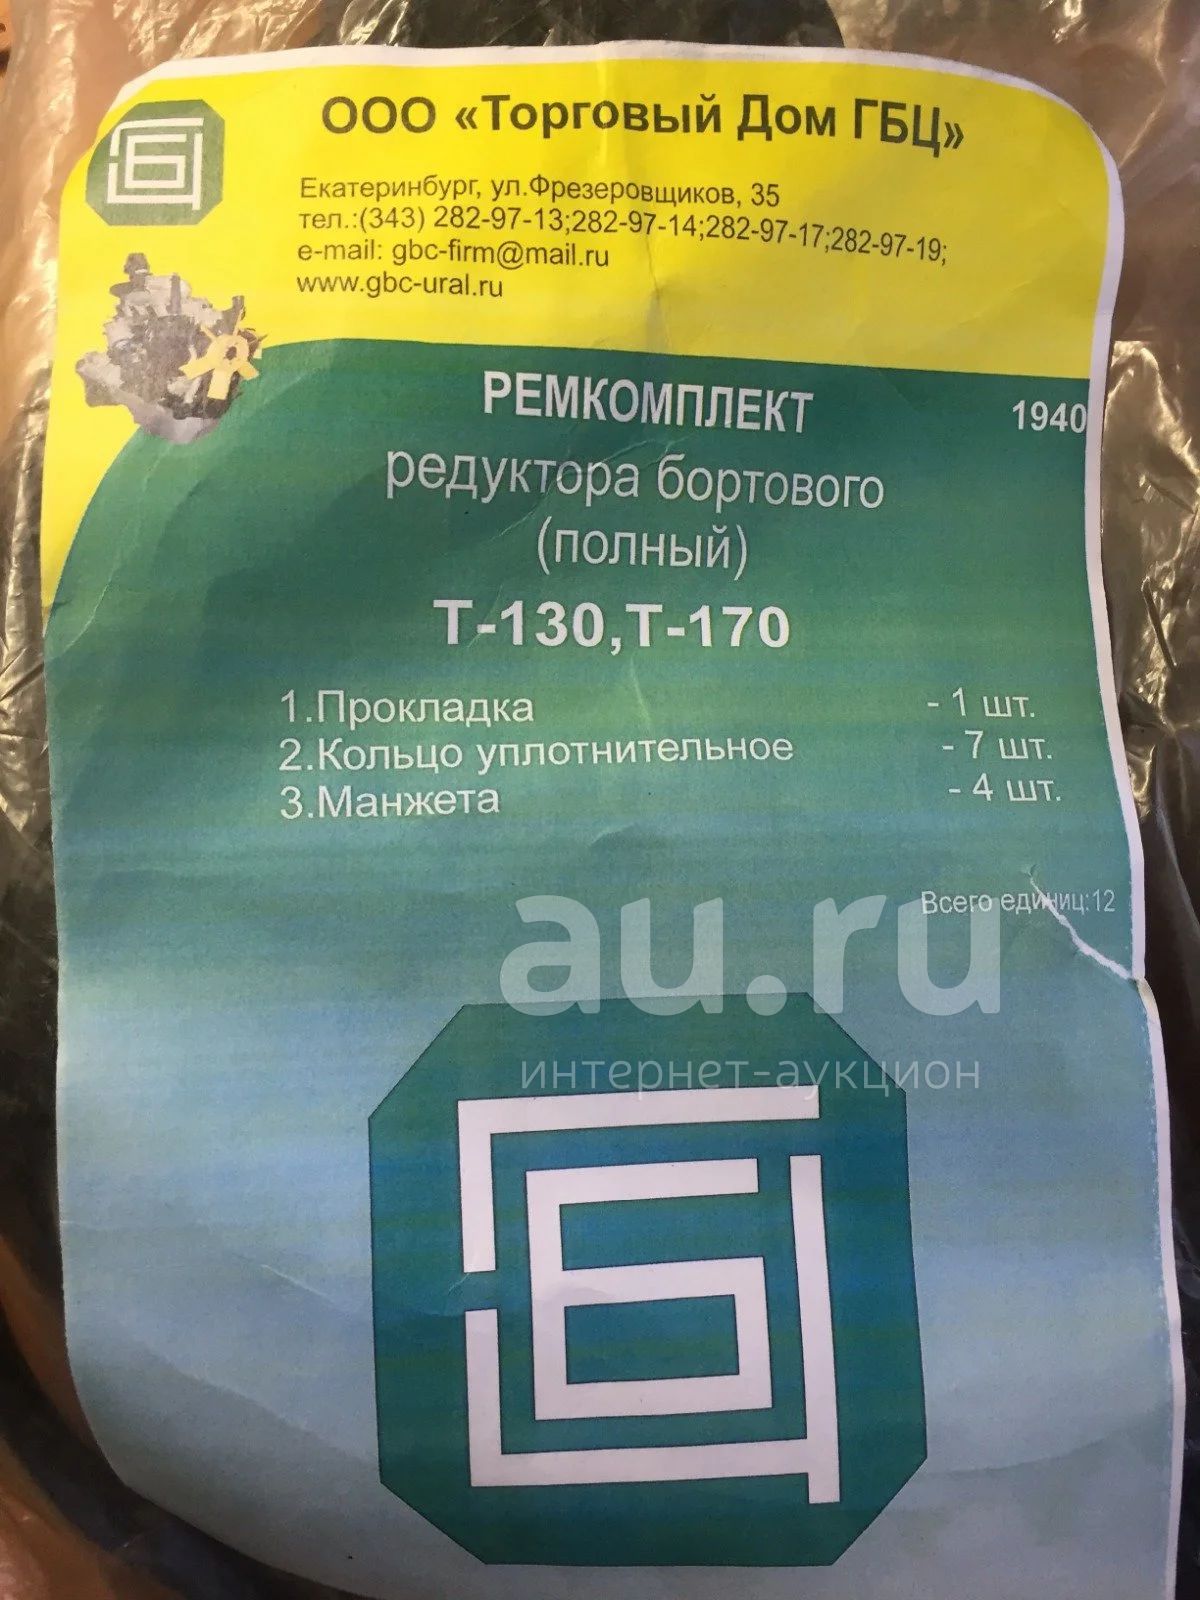 ГБЦ
ООО «Торговый Дом ГБЦ»
Екатеринбург, ул.Фрезеровщиков, 35
тел.:(343) 282-97-13;282-97-14;282-97-17;282-97-19;
e-mail: gbc-firm@mail.ru
www.gbc-ural.ru
РЕМКОМПЛЕКТ 1940
редуктора бортового
(полный)
Т-130,Т-170
1.Прокладка - 1 шт.
2.Кольцо уплотнительное - 7 шт.
3.Манжета - 4 шт.
Всего единиц:12
au.ru
интернет-аукцион
ГБЦ